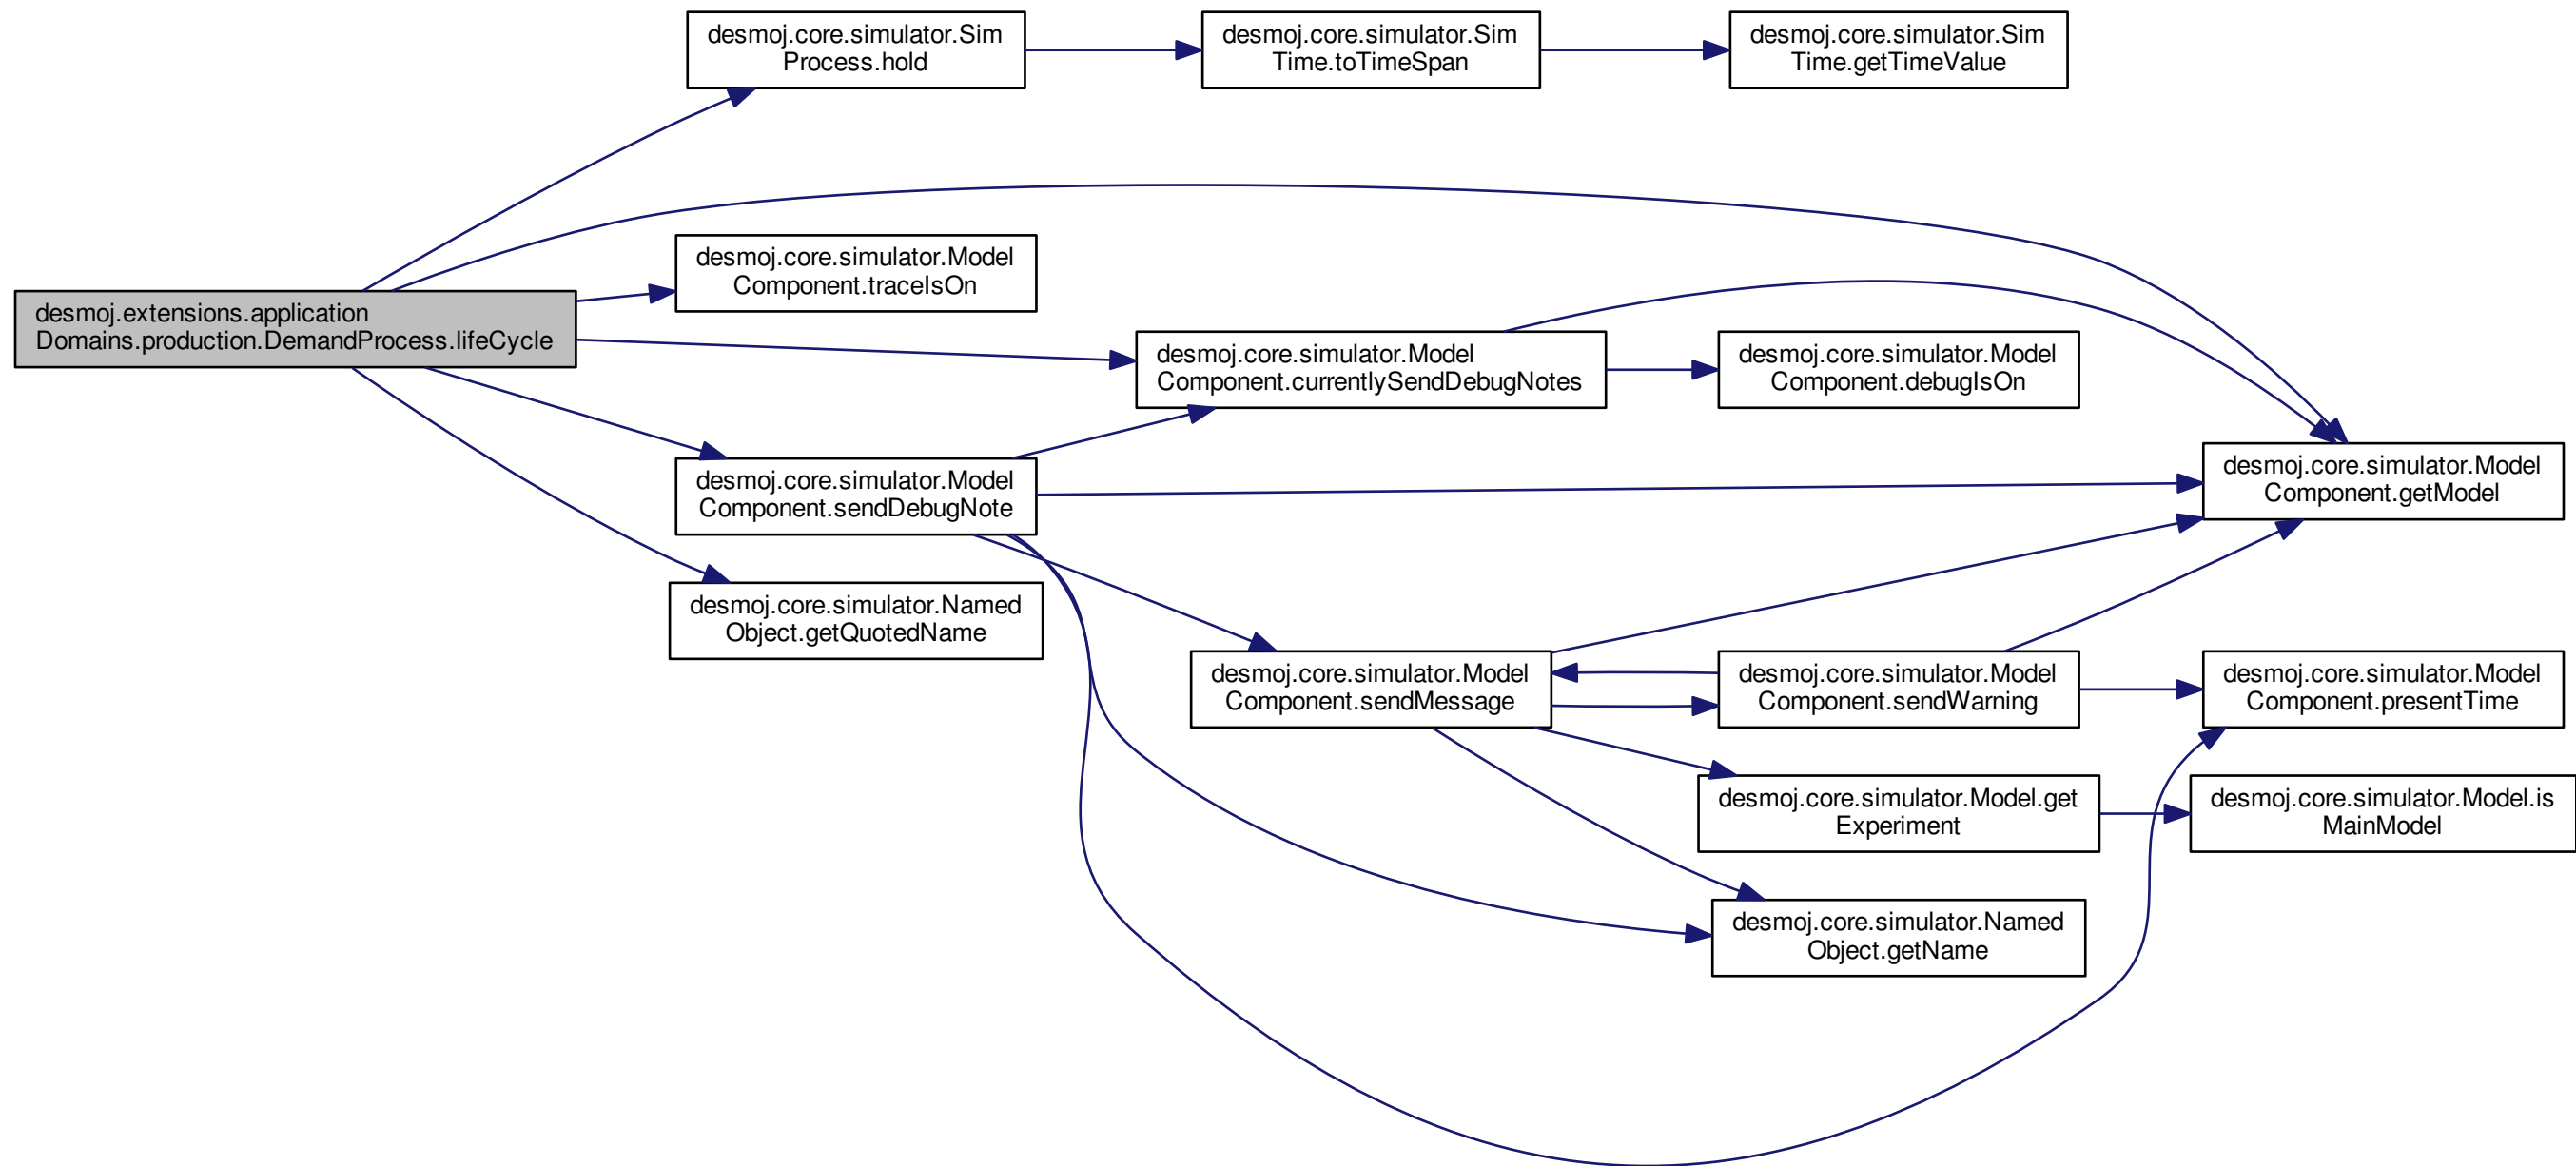 desmoj.extensions.application
Domains.production.DemandProcess.lifeCycle
desmoj.core.simulator.Sim
Process.hold
desmoj.core.simulator.Sim
Time.toTimeSpan
desmoj.core.simulator.Sim
Time.getTimeValue
desmoj.core.simulator.Model
Component.traceIsOn
desmoj.core.simulator.Model
Component.currentlySendDebugNotes
desmoj.core.simulator.Model
Component.debugIsOn
desmoj.core.simulator.Model
Component.getModel
desmoj.core.simulator.Model
Component.sendDebugNote
desmoj.core.simulator.Named
Object.getQuotedName
desmoj.core.simulator.Model
Component.sendMessage
desmoj.core.simulator.Model
Component.sendWarning
desmoj.core.simulator.Model
Component.presentTime
desmoj.core.simulator.Model.get
Experiment
desmoj.core.simulator.Model.is
MainModel
desmoj.core.simulator.Named
Object.getName